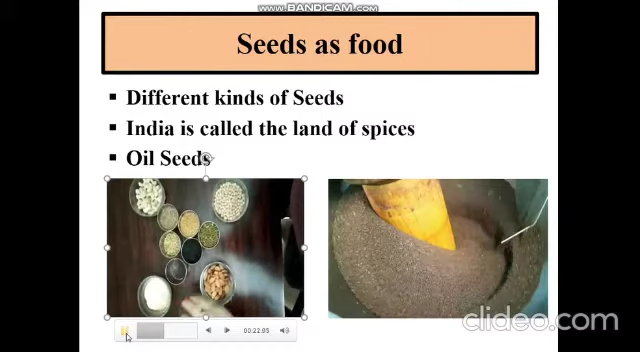 WWW.BANDICAM.COM
Seeds as food
▪ Different kinds of Seeds
▪ India is called the land of spices
▪ Oil Seeds
00:22.05
clideo.com